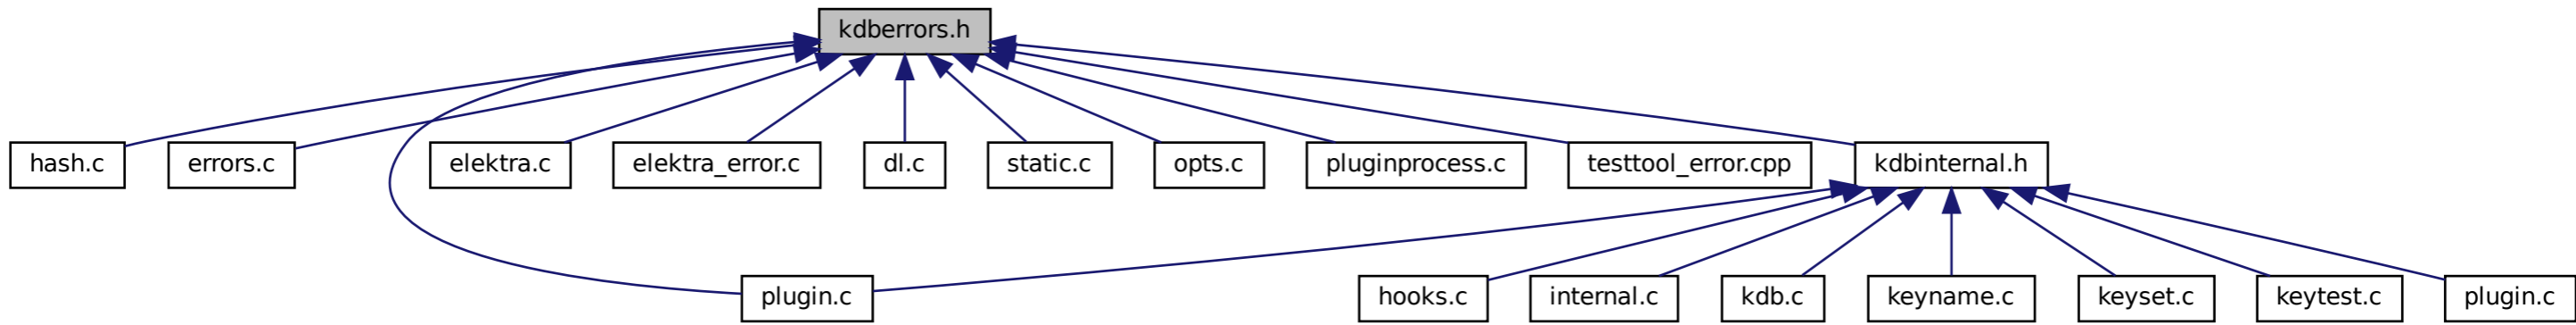 kdberrors.h
hash.c
errors.c
elektra.c
elektra_error.c
dl.c
static.c
opts.c
pluginprocess.c
testtool_error.cpp
kdbinternal.h
plugin.c
hooks.c
internal.c
kdb.c
keyname.c
keyset.c
keytest.c
plugin.c